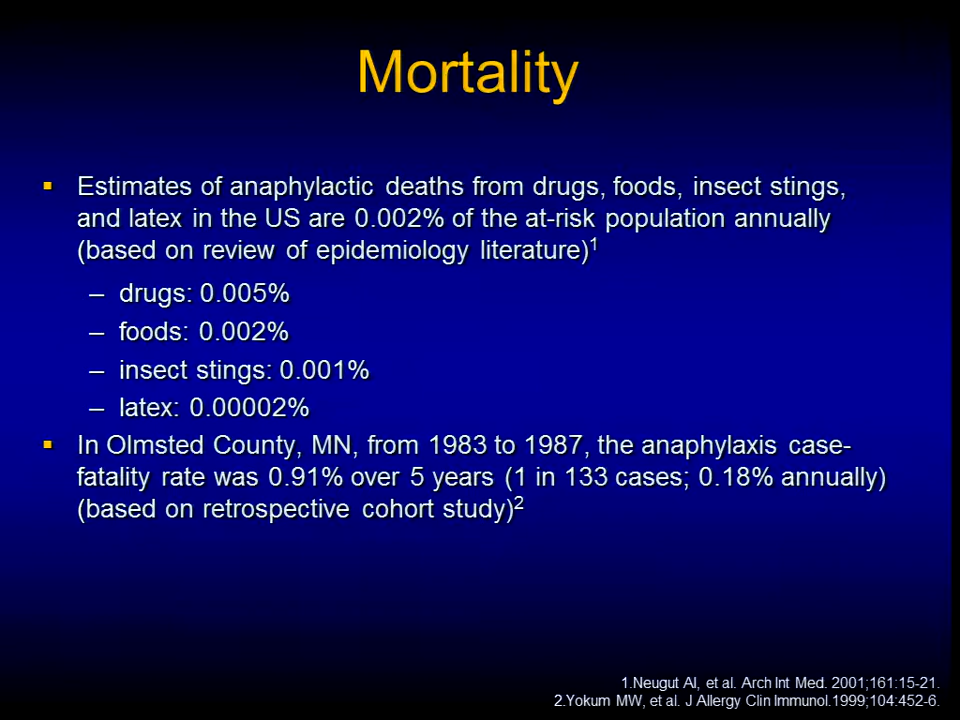 Mortality
▪ Estimates of anaphylactic deaths from drugs, foods, insect stings,
and latex in the US are 0.002% of the at-risk population annually
(based on review of epidemiology literature)1
– drugs: 0.005%
– foods: 0.002%
– insect stings: 0.001%
– latex: 0.00002%
▪ In Olmsted County, MN, from 1983 to 1987, the anaphylaxis case-
fatality rate was 0.91% over 5 years (1 in 133 cases; 0.18% annually)
(based on retrospective cohort study)2
1.Neugut AI, et al. Arch Int Med. 2001;161:15-21.
2.Yokum MW, et al. J Allergy Clin Immunol.1999;104:452-6.